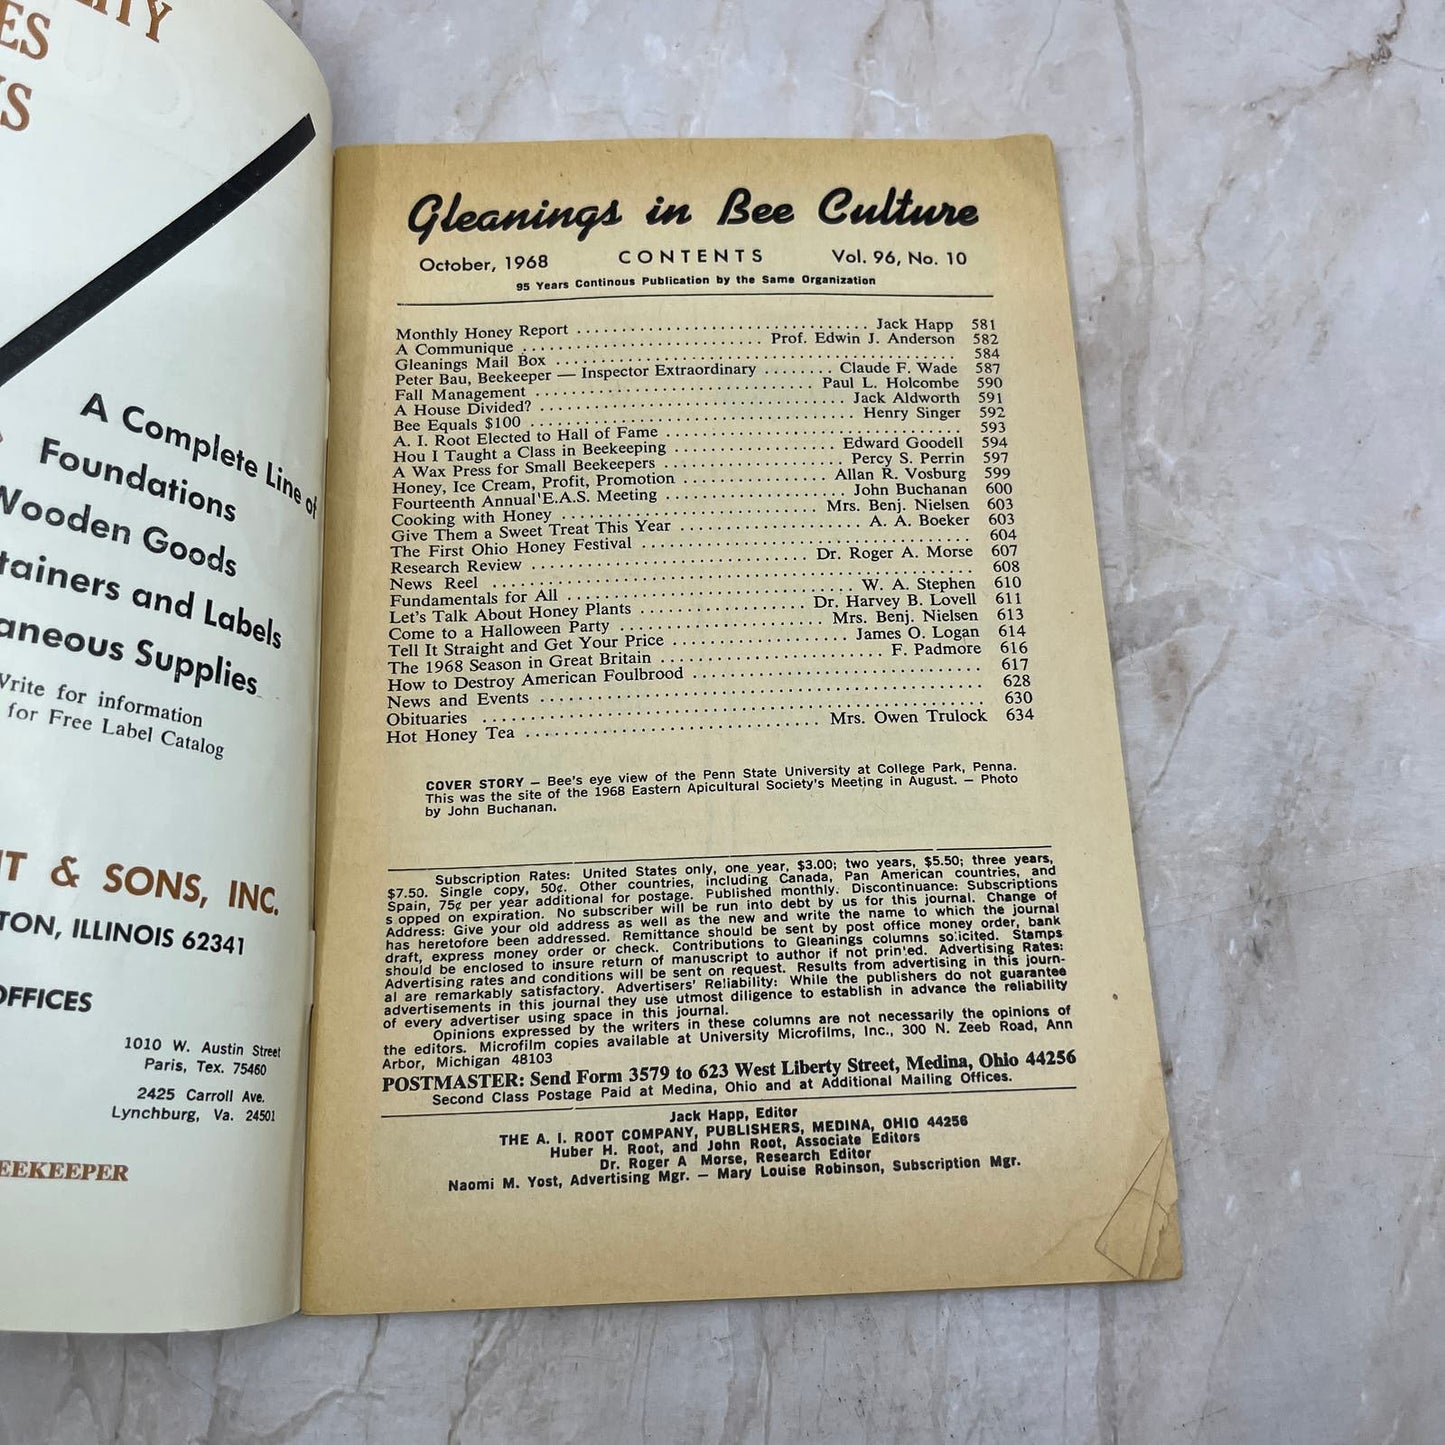 ES
A Complete Line of
Foundations
Wooden Goods
tainers and Labels
aneous Supplies
Write for information
for Free Label Catalog
& SONS, INC.
TON, ILLINOIS 62341
OFFICES
1010 W. Austin Street
Paris, Tex. 75460
2425 Carroll Ave.
Lynchburg, Va. 24501
EEKEEPER
Gleanings in Bee Culture
October, 1968 CONTENTS Vol. 96, No. 10
95 Years Continous Publication by the Same Organization
Monthly Honey Report Jack Happ 581
A Communique Prof. Edwin J. Anderson 582
Gleanings Mail Box 584
Peter Bau, Beekeeper — Inspector Extraordinary Claude F. Wade 587
Fall Management Paul L. Holcombe 590
A House Divided? Jack Aldworth 591
Bee Equals $100 Henry Singer 592
A. I. Root Elected to Hall of Fame 593
Hou I Taught a Class in Beekeeping Edward Goodell 594
A Wax Press for Small Beekeepers Percy S. Perrin 597
Honey, Ice Cream, Profit, Promotion Allan R. Vosburg 599
Fourteenth Annual'E.A.S. Meeting John Buchanan 600
Cooking with Honey Mrs. Benj. Nielsen 603
Give Them a Sweet Treat This Year A. A. Boeker 603
The First Ohio Honey Festival 604
Research Review Dr. Roger A. Morse 607
News Reel 608
Fundamentals for All W. A. Stephen 610
Let's Talk About Honey Plants Dr. Harvey B. Lovell 611
Come to a Halloween Party Mrs. Benj. Nielsen 613
Tell It Straight and Get Your Price James O. Logan 614
The 1968 Season in Great Britain F. Padmore 616
How to Destroy American Foulbrood 617
News and Events 628
Obituaries 630
Hot Honey Tea Mrs. Owen Trulock 634
COVER STORY — Bee's eye view of the Penn State University at College Park, Penna.
This was the site of the 1968 Eastern Apicultural Society's Meeting in August. — Photo
by John Buchanan.
Subscription Rates: United States only, one year, $3.00; two years, $5.50; three years,
$7.50. Single copy, 50¢. Other countries, including Canada, Pan American countries, and
Spain, 75¢ per year additional for postage. Published monthly. Discontinuance: Subscriptions
s opped on expiration. No subscriber will be run into debt by us for this journal. Change of
Address: Give your old address as well as the new and write the name to which the journal
has heretofore been addressed. Remittance should be sent by post office money order, bank
draft, express money order or check. Contributions to Gleanings columns solicited. Stamps
should be enclosed to insure return of manuscript to author if not printed. Advertising Rates:
Advertising rates and conditions will be sent on request. Results from advertising in this journ-
al are remarkably satisfactory. Advertisers' Reliability: While the publishers do not guarantee
advertisements in this journal they use utmost diligence to establish in advance the reliability
of every advertiser using space in this journal.
Opinions expressed by the writers in these columns are not necessarily the opinions of
the editors. Microfilm copies available at University Microfilms, Inc., 300 N. Zeeb Road, Ann
Arbor, Michigan 48103
POSTMASTER: Send Form 3579 to 623 West Liberty Street, Medina, Ohio 44256
Second Class Postage Paid at Medina, Ohio and at Additional Mailing Offices.
Jack Happ, Editor
THE A. I. ROOT COMPANY, PUBLISHERS, MEDINA, OHIO 44256
Huber H. Root, and John Root, Associate Editors
Dr. Roger A Morse, Research Editor
Naomi M. Yost, Advertising Mgr. — Mary Louise Robinson, Subscription Mgr.